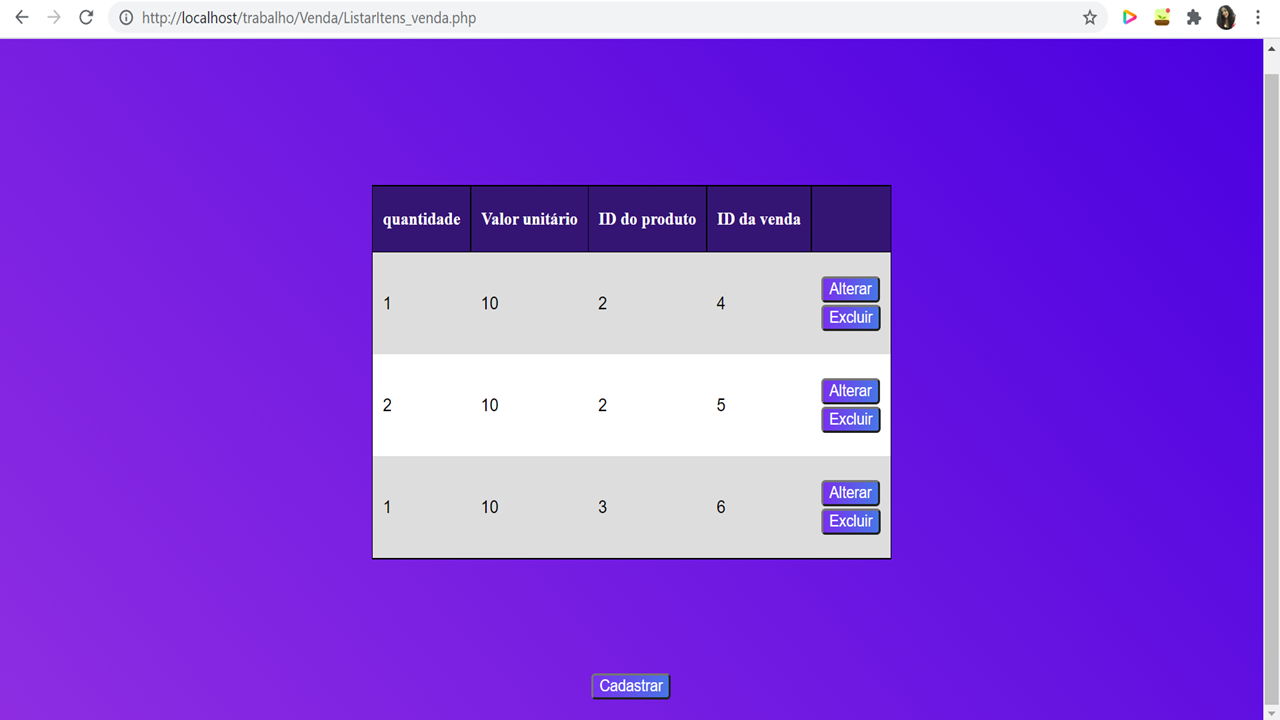 http://localhost/trabalho/Venda/ListarItens_venda.php
quantidade Valor unitário ID do produto ID da venda
1 10 2 4 Alterar
Excluir
2 10 2 5 Alterar
Excluir
1 10 3 6 Alterar
Excluir
Cadastrar